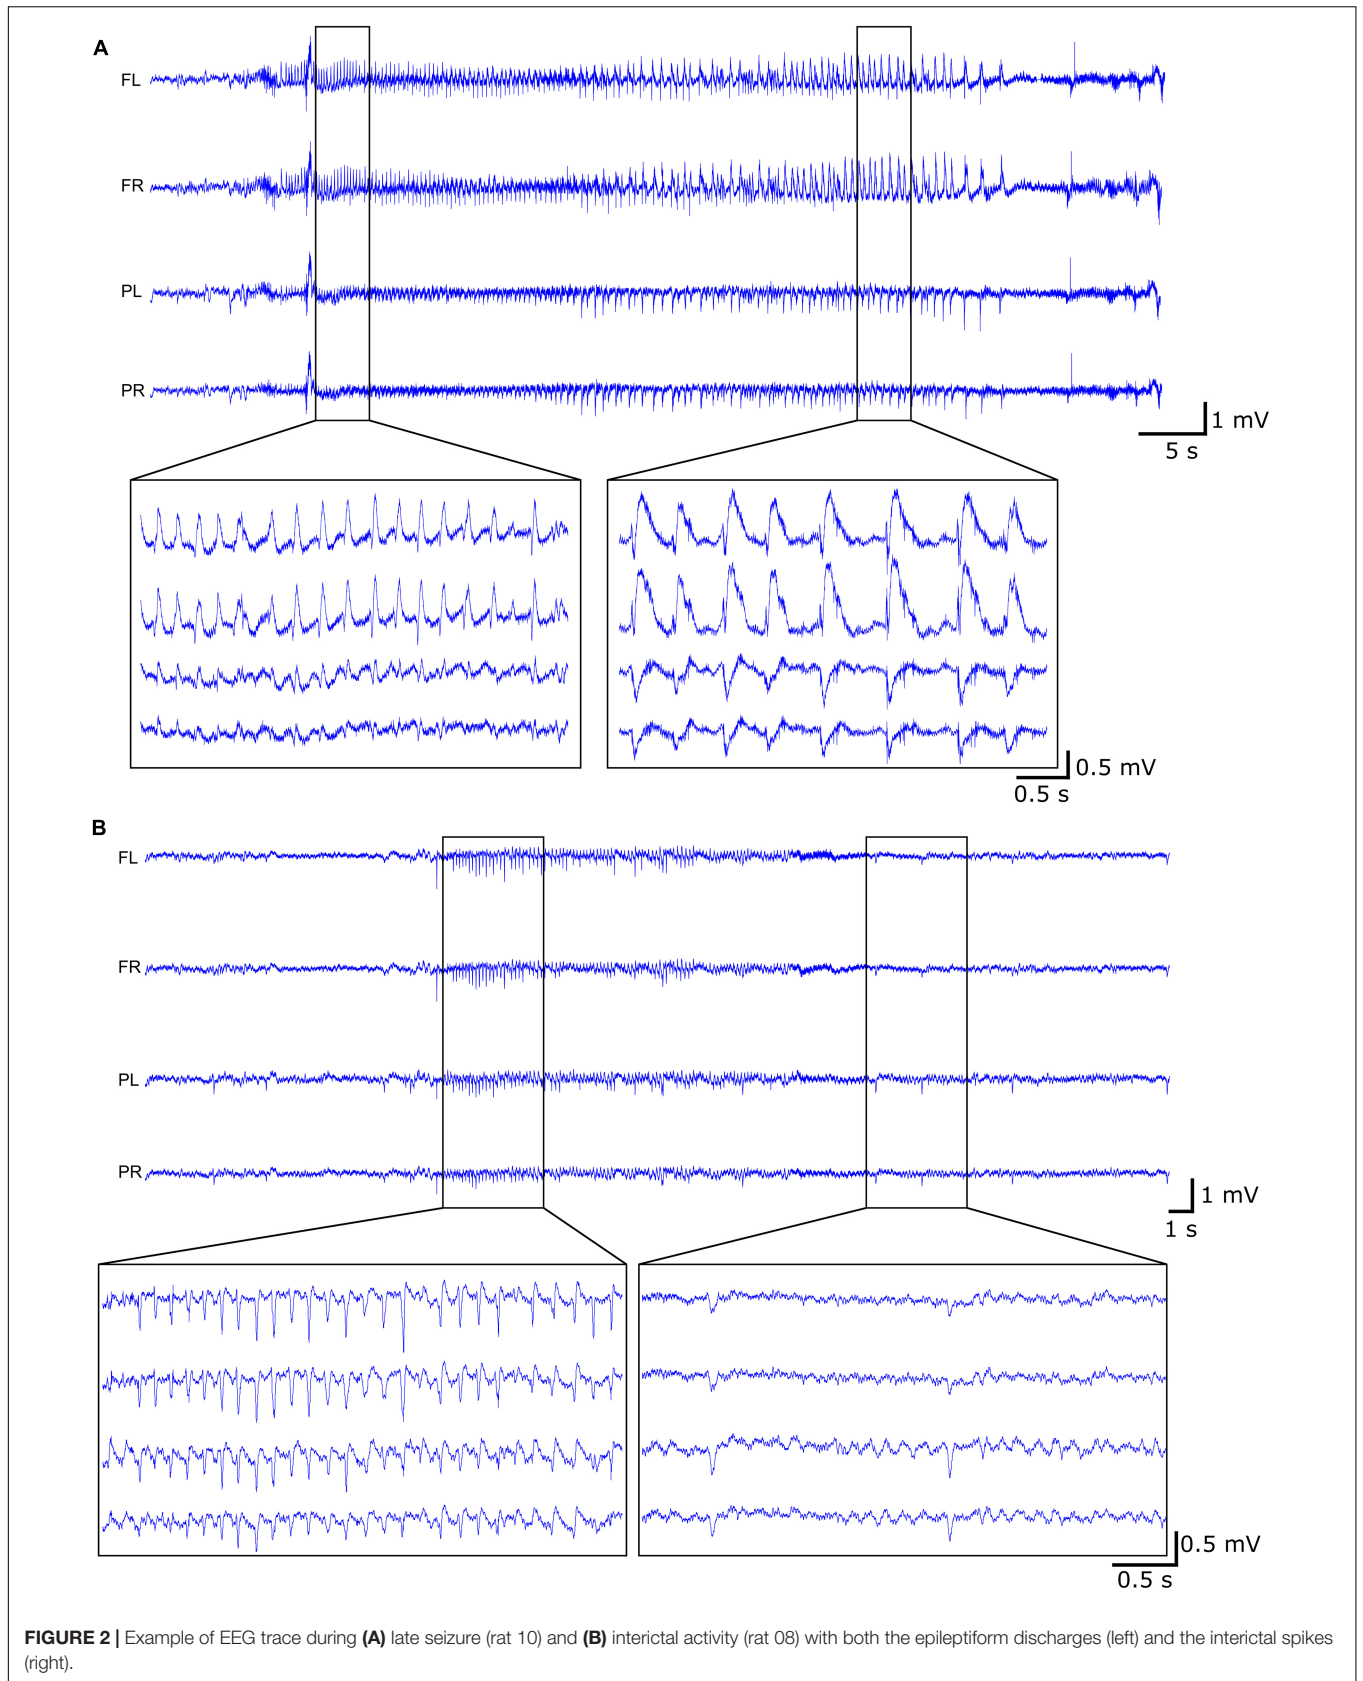 A
FL
FR
PL
PR
1 mV
5 s
0.5 mV
0.5 s
B
FL
FR
PL
PR
1 mV
1 s
0.5 mV
0.5 s
FIGURE 2 | Example of EEG trace during (A) late seizure (rat 10) and (B) interictal activity (rat 08) with both the epileptiform discharges (left) and the interictal spikes
(right).